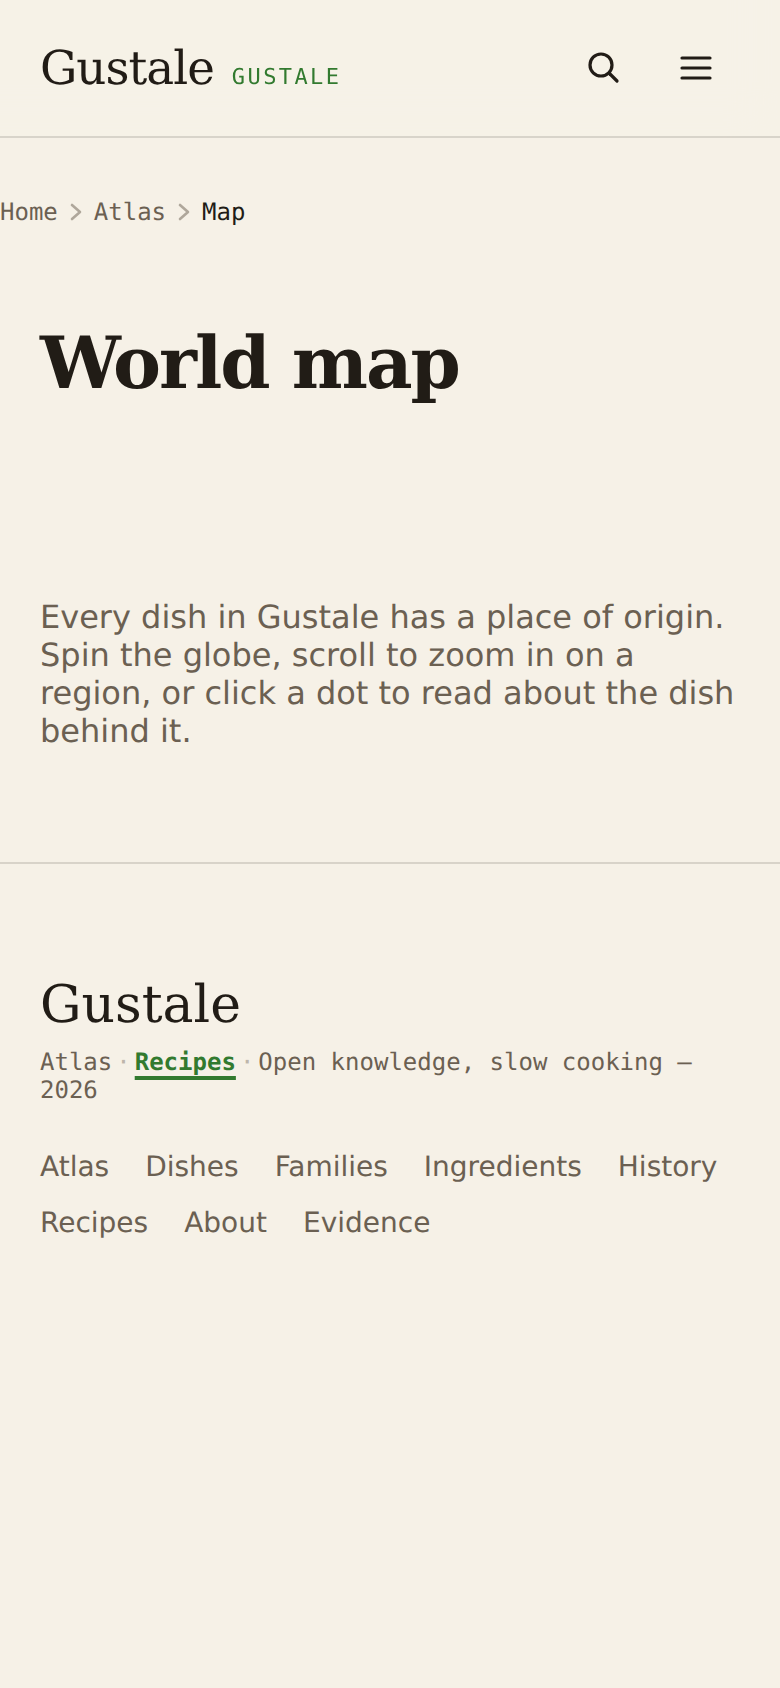 Gustale GUSTALE
Home > Atlas > Map
World map
Every dish in Gustale has a place of origin.
Spin the globe, scroll to zoom in on a
region, or click a dot to read about the dish
behind it.
Gustale
Atlas · Recipes · Open knowledge, slow cooking —
2026
Atlas Dishes Families Ingredients History
Recipes About Evidence